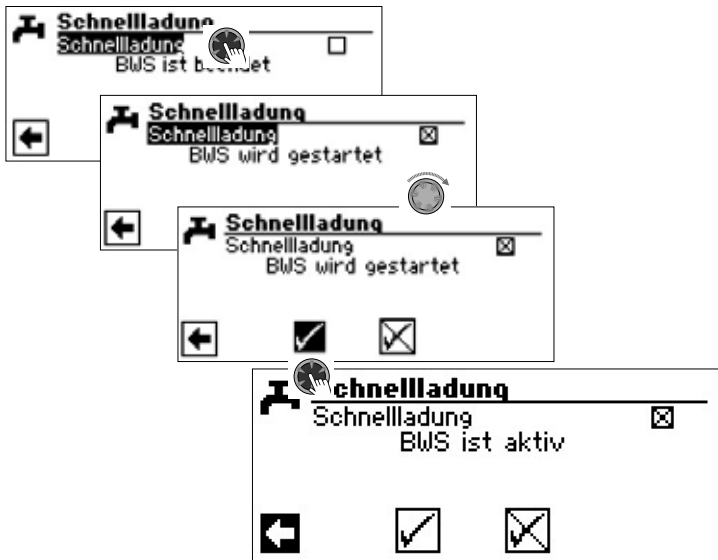 Schnellladung
Schnellladung
BWS ist beendet
Schnellladung
Schnellladung
BWS wird gestartet
Schnellladung
Schnellladung
BWS wird gestartet
Schnellladung
Schnellladung
BWS ist aktiv